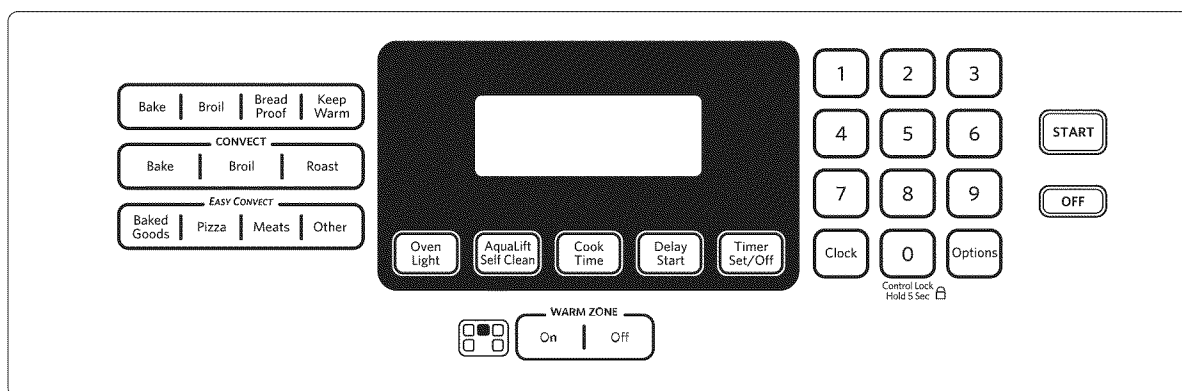 Bake
Broil
Bread
Proof
Keep
Warm
CONVECT
Bake
Broil
Roast
EASY CONVECT
Baked
Goods
Pizza
Meats
Other
Oven
Light
AquaLift
Self Clean
Cook
Time
Delay
Start
Timer
Set/Off
WARM ZONE
On
Off
1
2
3
4
5
6
7
8
9
Clock
0
Options
Control Lock
Hold 5 Sec
START
OFF